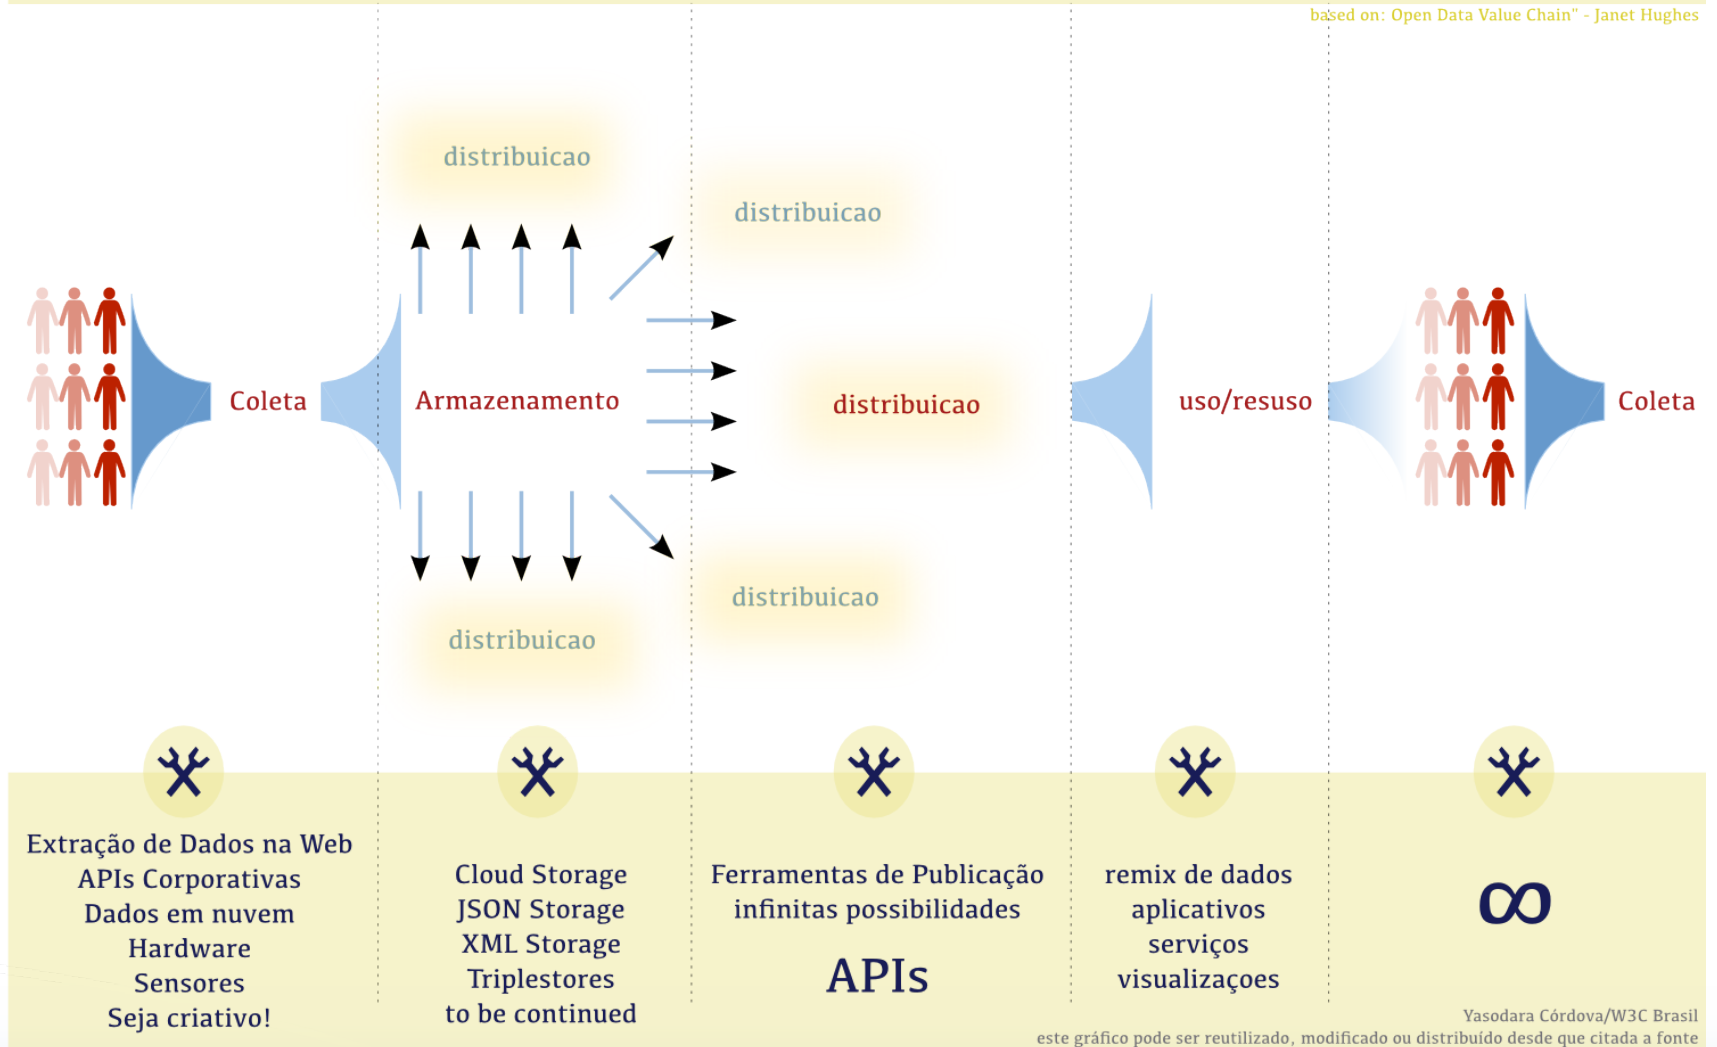 based on: Open Data Value Chain" - Janet Hughes
distribuicao
distribuicao
Coleta
Armazenamento
distribuicao
uso/resuso
Coleta
distribuicao
distribuicao
Extração de Dados na Web
APIs Corporativas
Dados em nuvem
Hardware
Sensores
Seja criativo!
Cloud Storage
JSON Storage
XML Storage
Triplestores
to be continued
Ferramentas de Publicação
infinitas possibilidades
APIs
remix de dados
aplicativos
serviços
visualizaçoes
∞
Yasodara Córdova/W3C Brasil
este gráfico pode ser reutilizado, modificado ou distribuído desde que citada a fonte